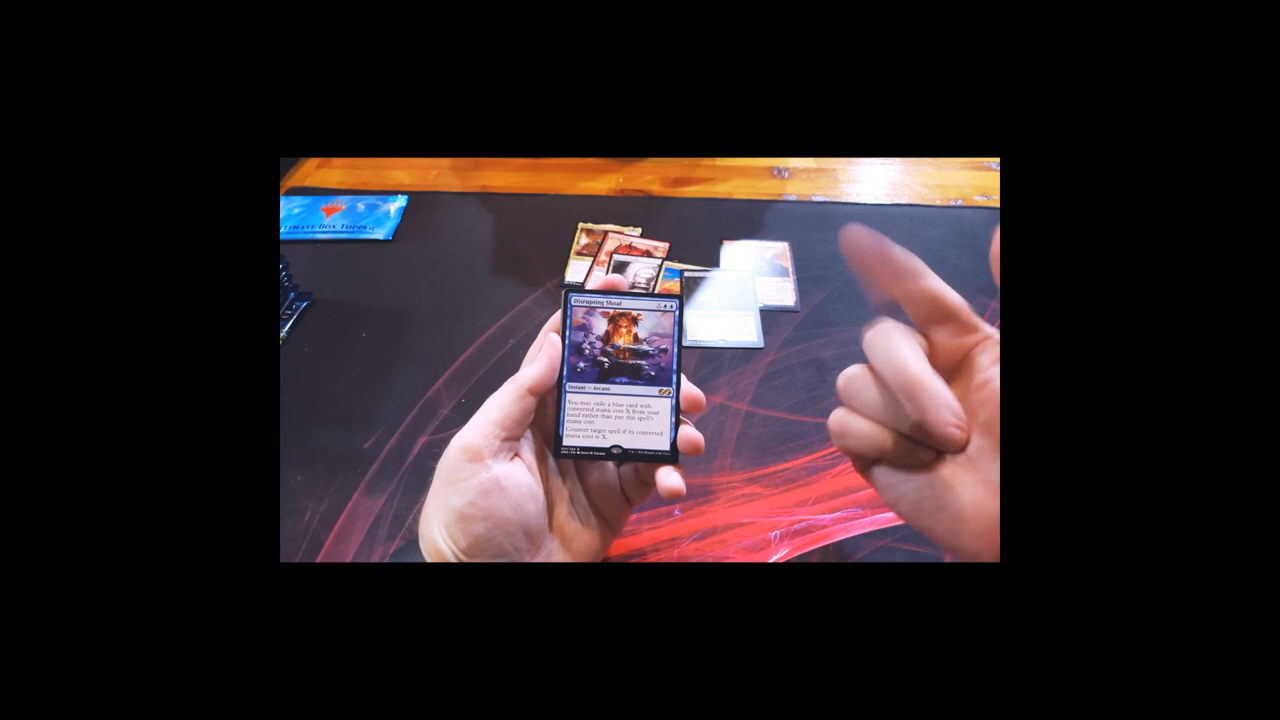 TIMATE BOX TOPPER
Disrupting Shoal
Instant — Arcane
You may exile a blue card with
converted mana cost X from your
hand rather than pay this spell's
mana cost.
Counter target spell if its converted
mana cost is X.